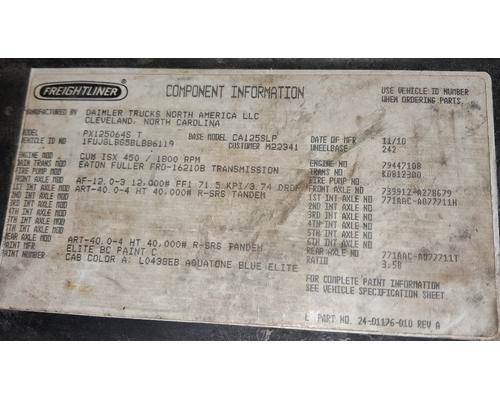 FREIGHTLINER
COMPONENT INFORMATION
USE VEHICLE ID NUMBER
WHEN ORDERING PARTS.
MANUFACTURED BY DAIMLER TRUCKS NORTH AMERICA LLC
CLEVELAND, NORTH CAROLINA
MODEL PX125064S T BASE MODEL CA125SLP DATE OF MFR 11/10
VEHICLE ID NO CUSTOMER M22341 WHEELBASE 242
ENGINE MOD CUM ISX 450 / 1800 RPM ENGINE NO 79447108
MAIN TRANS MOD EATON FULLER FRO-16210B TRANSMISSION TRANS NO K0812300
FIRE PUMP MOD FIRE PUMP NO
FRONT AXLE MOD AF-12.0-3 12,000# FF1 71.5 KPI/3.74 DROP FRONT AXLE NO 739912-A278679
1ST INT AXLE MOD ART-40.0-4 HT 40,000# R-SRS TANDEM 1ST INT AXLE NO 771AAC-A077711H
2ND INT AXLE MOD 2ND INT AXLE NO
3RD INT AXLE MOD 3RD INT AXLE NO
4TH INT AXLE MOD 4TH INT AXLE NO
5TH INT AXLE MOD 5TH INT AXLE NO
6TH INT AXLE MOD 6TH INT AXLE NO
REAR AXLE MOD ART-40.0-4 HT 40,000# R-SRS TANDEM REAR AXLE NO 771AAC-A077711T
PAINT MFR ELITE BC PAINT C RATIO 3.58
PAINT NUMBER CAB COLOR A: L0438EB AQUATONE BLUE ELITE
FOR COMPLETE PAINT INFORMATION
SEE VEHICLE SPECIFICATION SHEET
PART NO. 24-01176-010 REV A